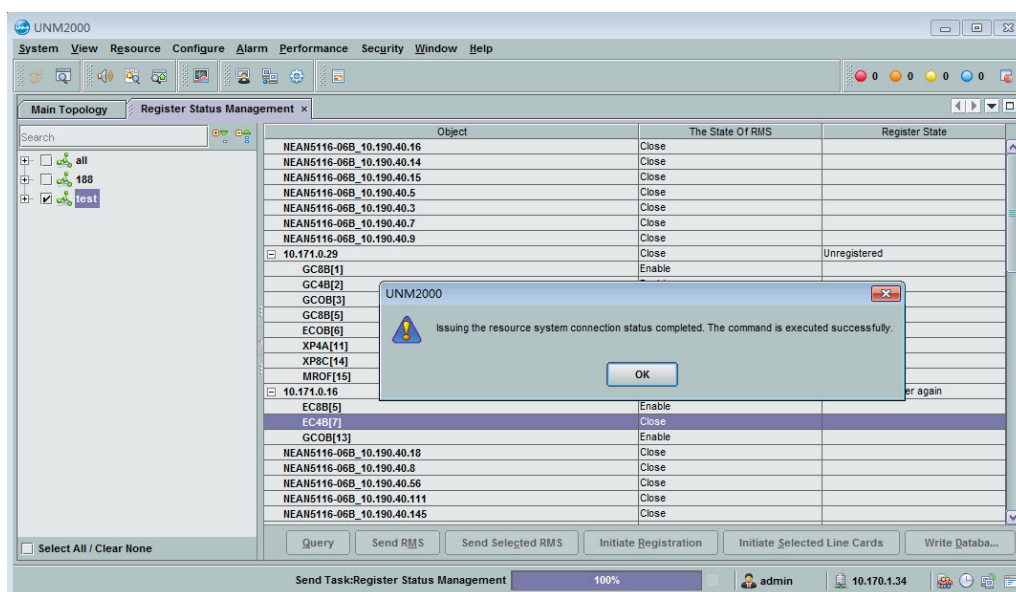 UNM2000
System View Resource Configure Alarm Performance Security Window Help
0 0 0 0
Main Topology Register Status Management ×
Search
all
188
test
Object The State Of RMS Register State
NEAN5116-06B_10.190.40.16 Close
NEAN5116-06B_10.190.40.14 Close
NEAN5116-06B_10.190.40.15 Close
NEAN5116-06B_10.190.40.5 Close
NEAN5116-06B_10.190.40.3 Close
NEAN5116-06B_10.190.40.7 Close
NEAN5116-06B_10.190.40.9 Close
10.171.0.29 Close Unregistered
GC8B[1] Enable
GC4B[2]
GCOB[3]
GC8B[5]
ECOB[6]
XP4A[11]
XP8C[14]
MROF[15]
10.171.0.16 er again
EC8B[5] Enable
EC4B[7] Close
GCOB[13] Enable
NEAN5116-06B_10.190.40.18 Close
NEAN5116-06B_10.190.40.8 Close
NEAN5116-06B_10.190.40.56 Close
NEAN5116-06B_10.190.40.111 Close
NEAN5116-06B_10.190.40.145 Close
UNM2000
Issuing the resource system connection status completed. The command is executed successfully.
OK
Select All / Clear None
Query Send RMS Send Selected RMS Initiate Registration Initiate Selected Line Cards Write Databa...
Send Task:Register Status Management 100% admin 10.170.1.34